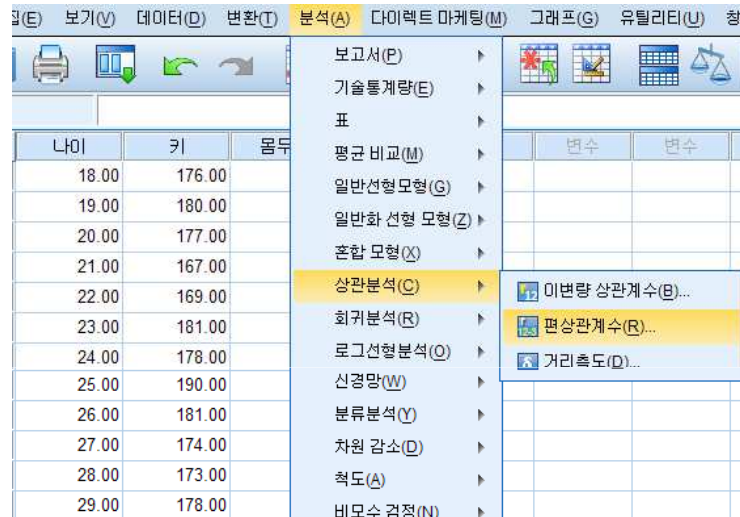 (E) 보기(V) 데이터(D) 변환(T) 분석(A) 다이렉트 마케팅(M) 그래프(G) 유틸리티(U) 창
보고서(P)
기술통계량(E)
표
평균 비교(M)
일반선형모형(G)
일반화 선형 모형(Z)
혼합 모형(X)
상관분석(C)
회귀분석(R)
로그선형분석(O)
신경망(W)
분류분석(Y)
차원 감소(D)
척도(A)
비모수 검정(N)
이변량 상관계수(B)...
편상관계수(R)...
거리측도(D)...
나이 키 몸무 변수 변수
18.00 176.00
19.00 180.00
20.00 177.00
21.00 167.00
22.00 169.00
23.00 181.00
24.00 178.00
25.00 190.00
26.00 181.00
27.00 174.00
28.00 173.00
29.00 178.00